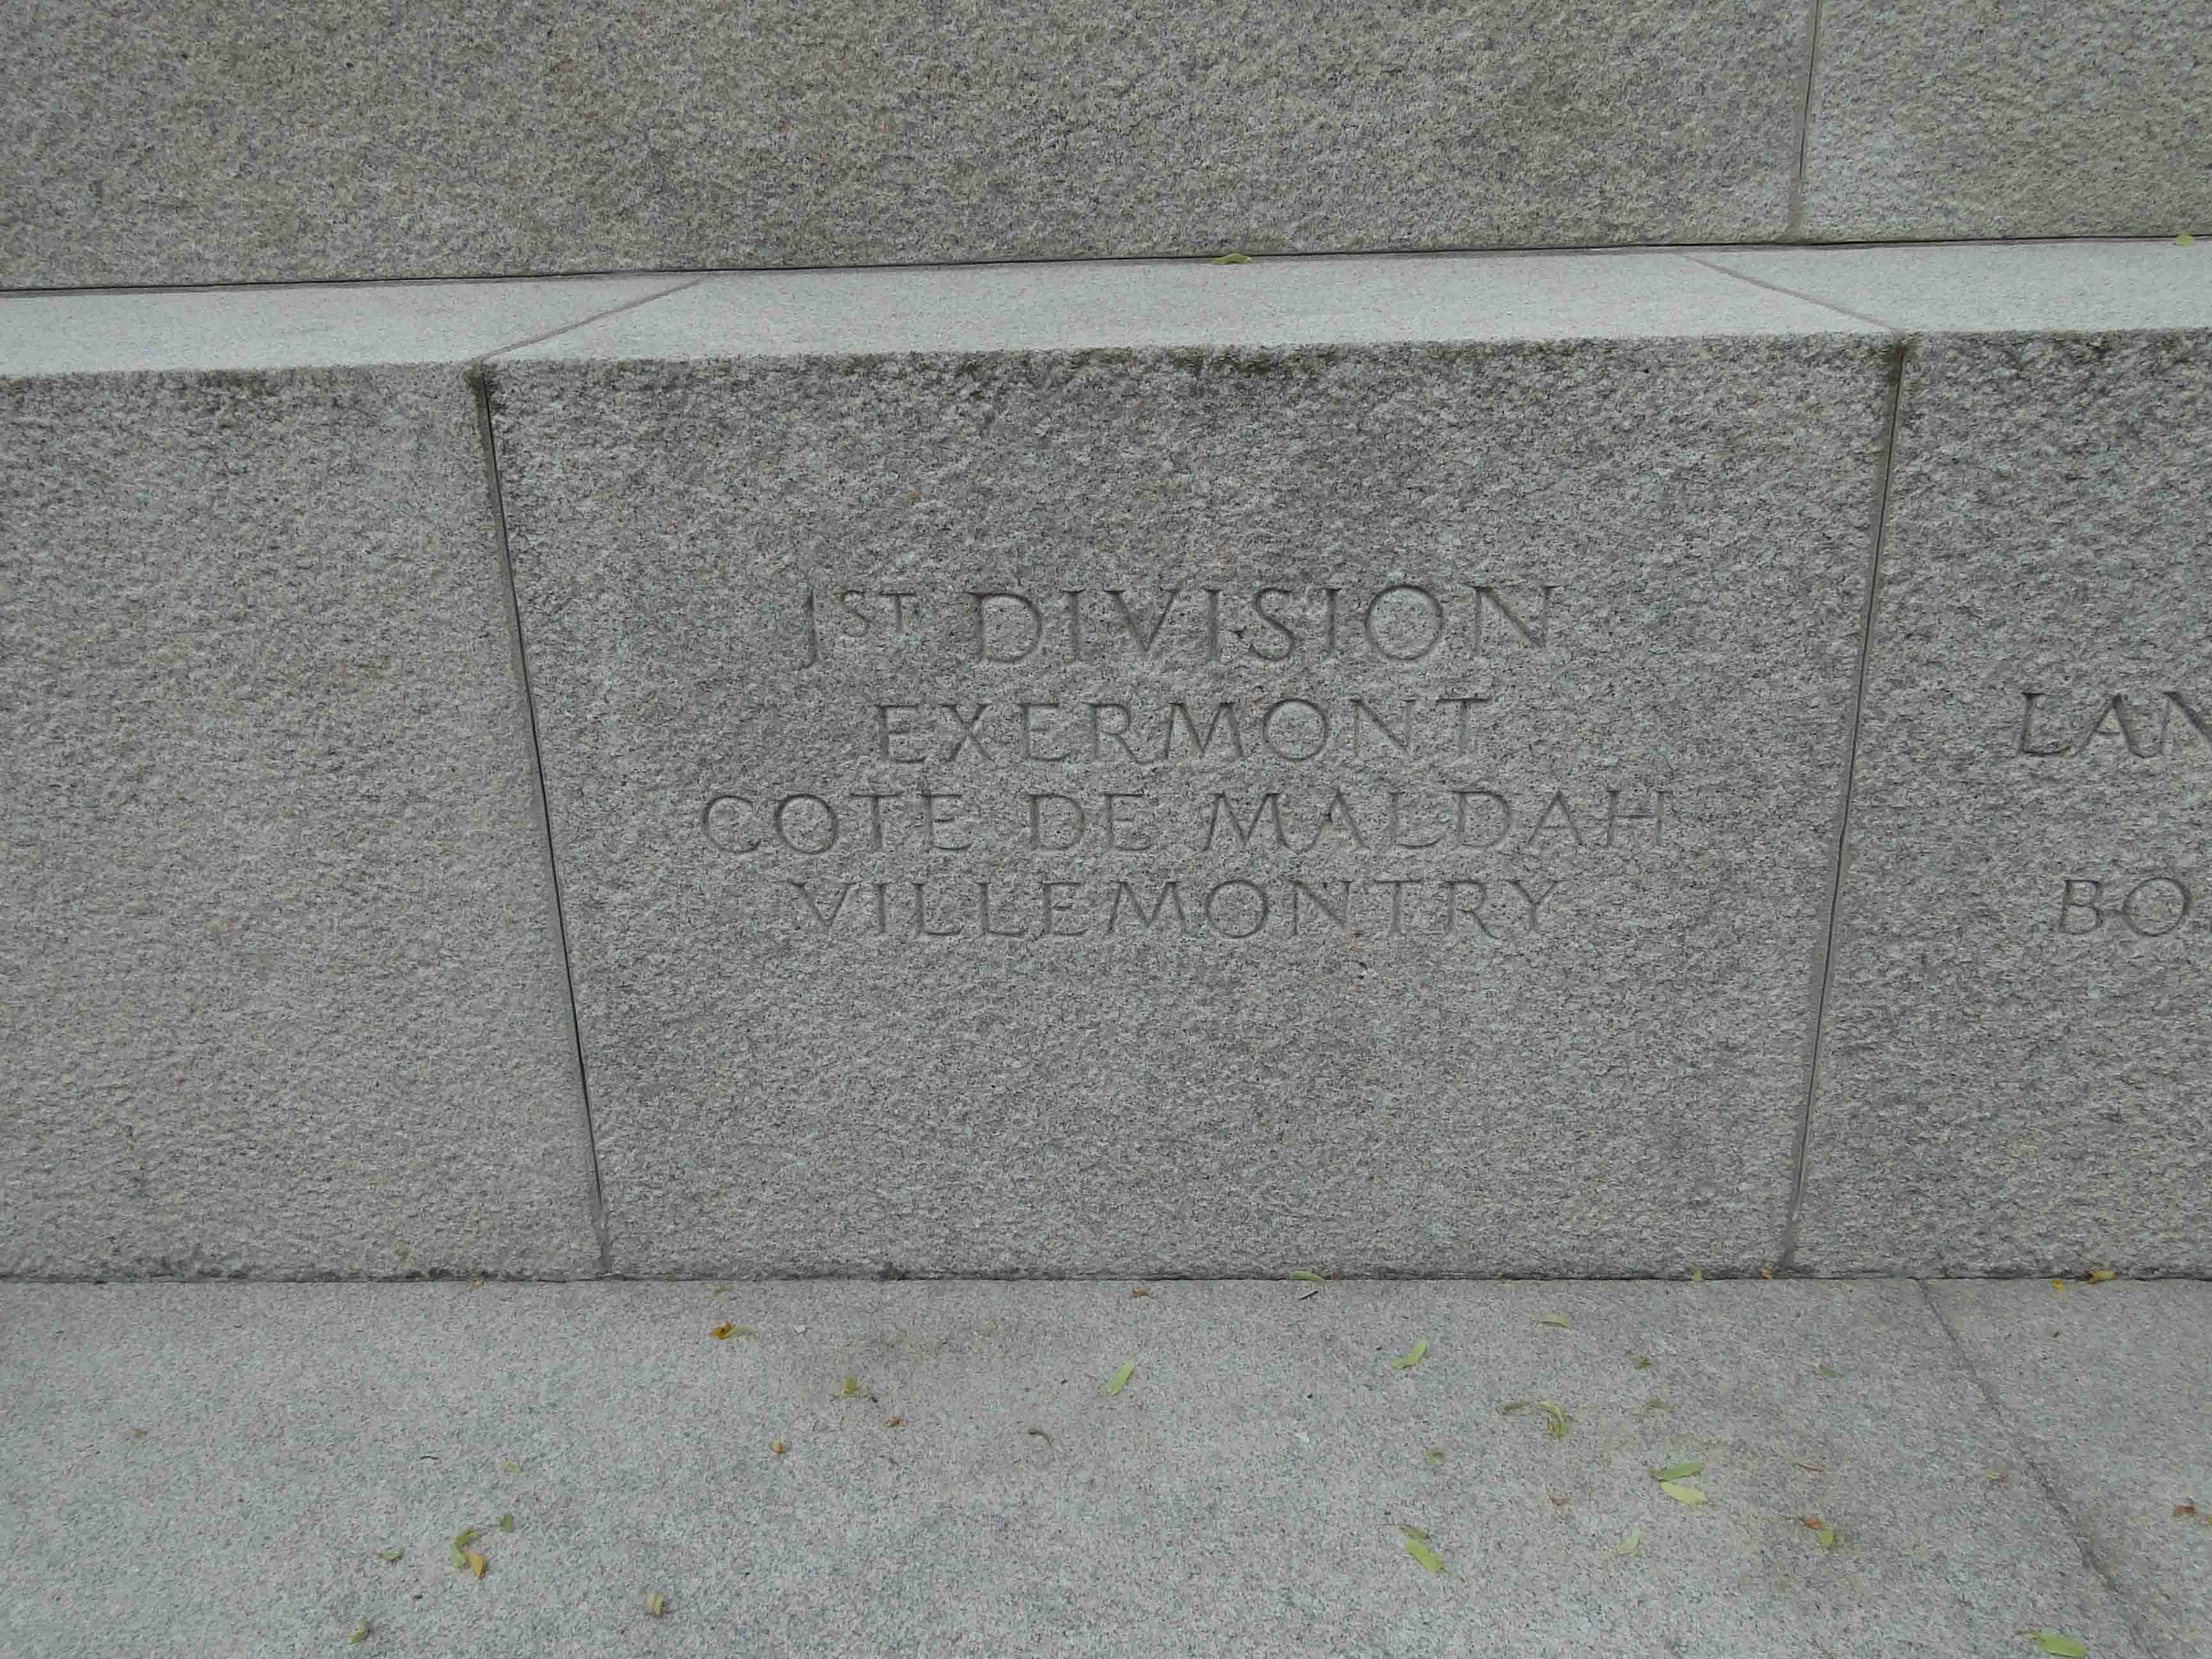 1ST DIVISION
EXERMONT
COTE DE MALDAH
VILLEMONTRY